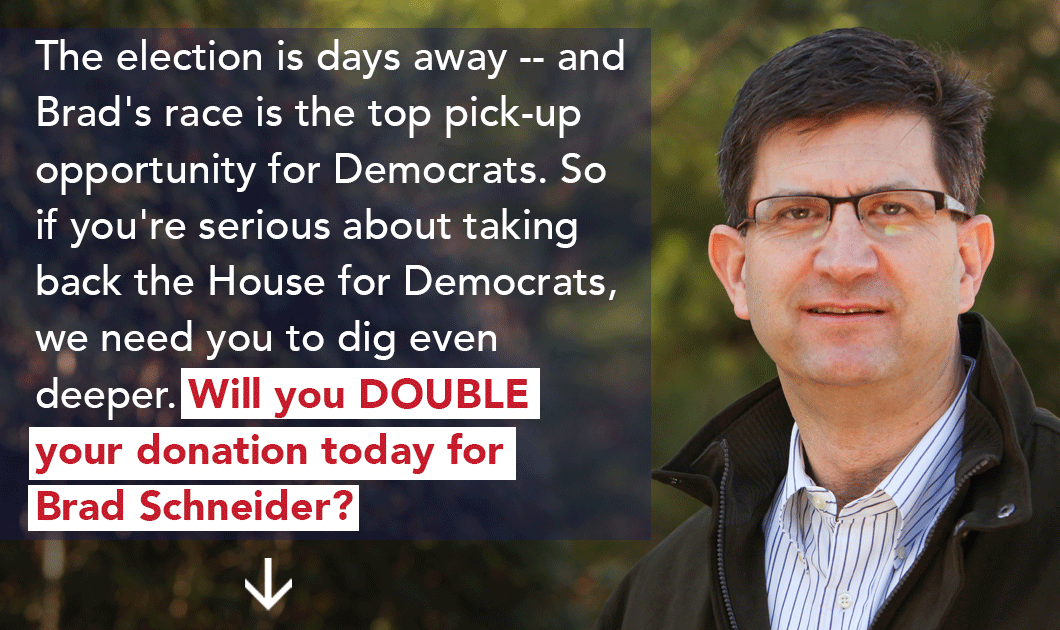 The election is days away -- and
Brad's race is the top pick-up
opportunity for Democrats. So
if you're serious about taking
back the House for Democrats,
we need you to dig even
deeper. Will you DOUBLE
your donation today for
Brad Schneider?